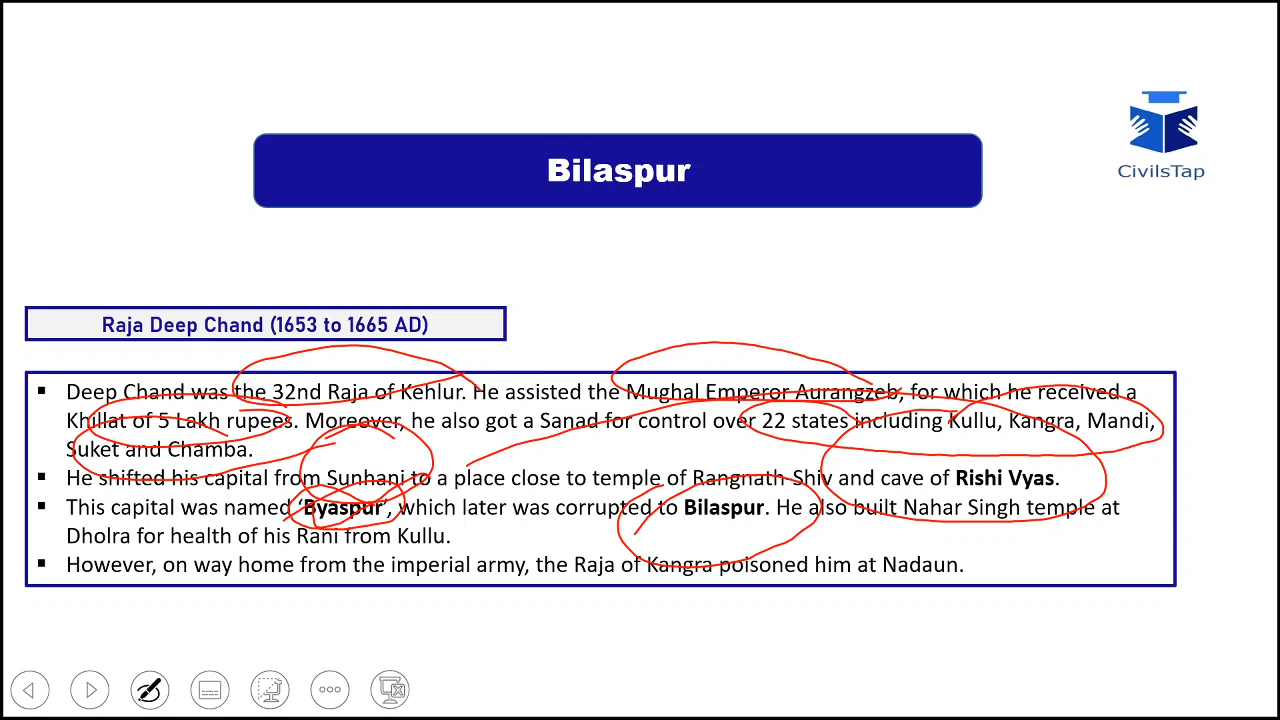 Bilaspur
CivilsTap
Raja Deep Chand (1653 to 1665 AD)
▪ Deep Chand was the 32nd Raja of Kehlur. He assisted the Mughal Emperor Aurangzeb, for which he received a
Khillat of 5 Lakh rupees. Moreover, he also got a Sanad for control over 22 states including Kullu, Kangra, Mandi,
Suket and Chamba.
▪ He shifted his capital from Sunhani to a place close to temple of Rangnath Shiv and cave of Rishi Vyas.
▪ This capital was named ‘Byaspur’, which later was corrupted to Bilaspur. He also built Nahar Singh temple at
Dholra for health of his Rani from Kullu.
▪ However, on way home from the imperial army, the Raja of Kangra poisoned him at Nadaun.